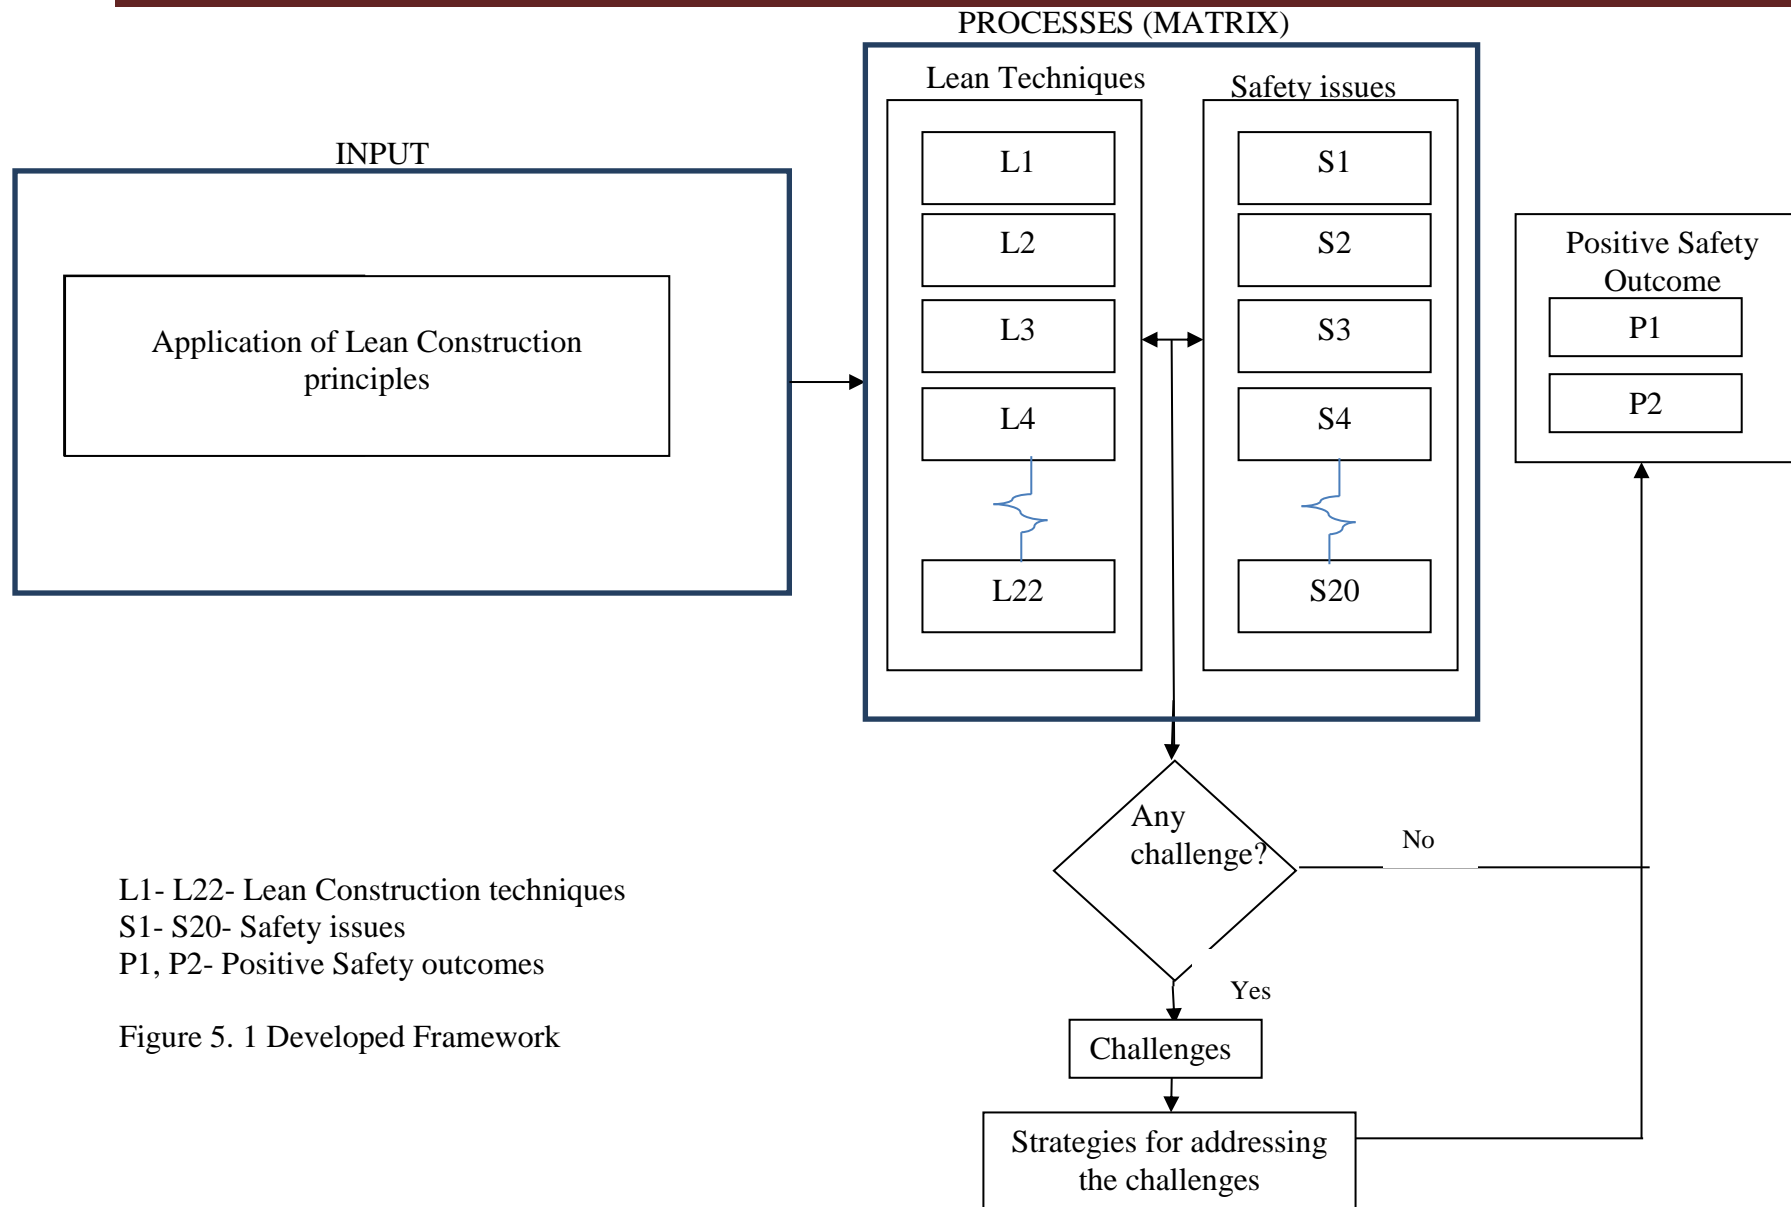 PROCESSES (MATRIX)
Lean Techniques
Safety issues
INPUT
L1
S1
L2
S2
Positive Safety
Outcome
Application of Lean Construction
principles
L3
S3
P1
L4
S4
P2
L22
S20
Any
challenge?
No
L1- L22- Lean Construction techniques
S1- S20- Safety issues
P1, P2- Positive Safety outcomes
Yes
Figure 5. 1 Developed Framework
Challenges
Strategies for addressing
the challenges